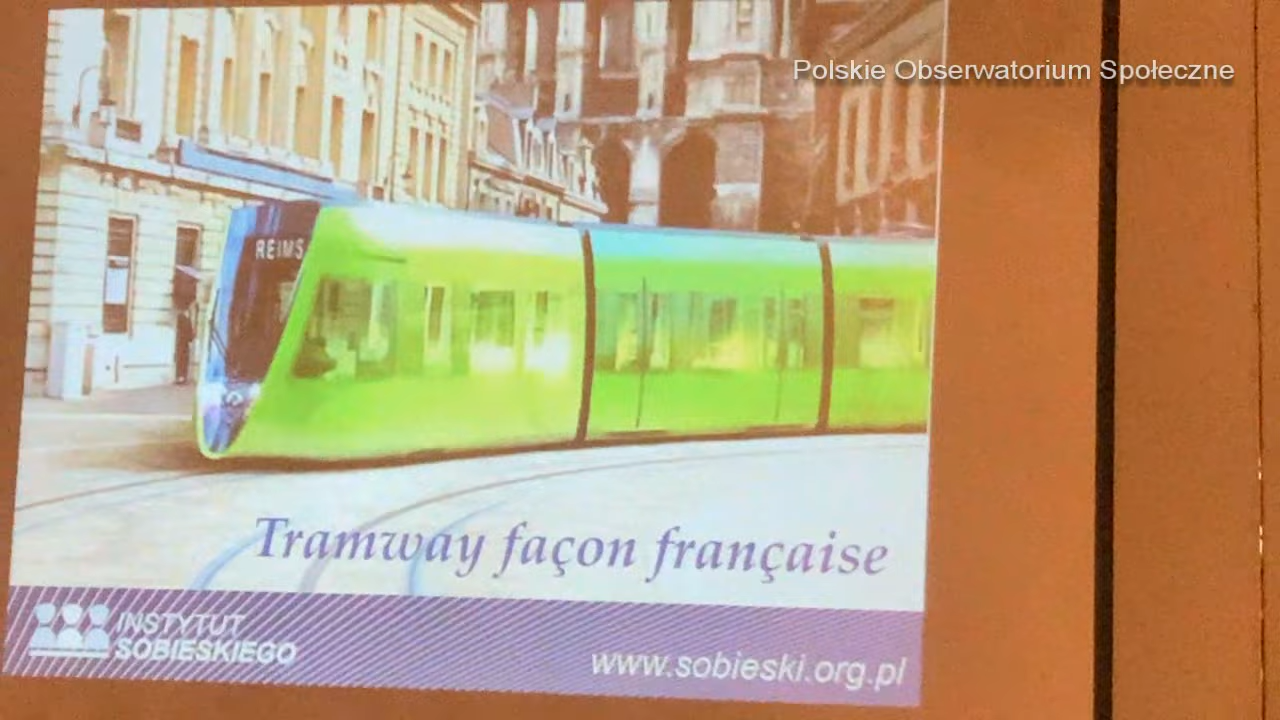 Polskie Obserwatorium Społeczne
REIMS
Tramway façon française
INSTYTUT
SOBIESKIEGO
www.sobieski.org.pl